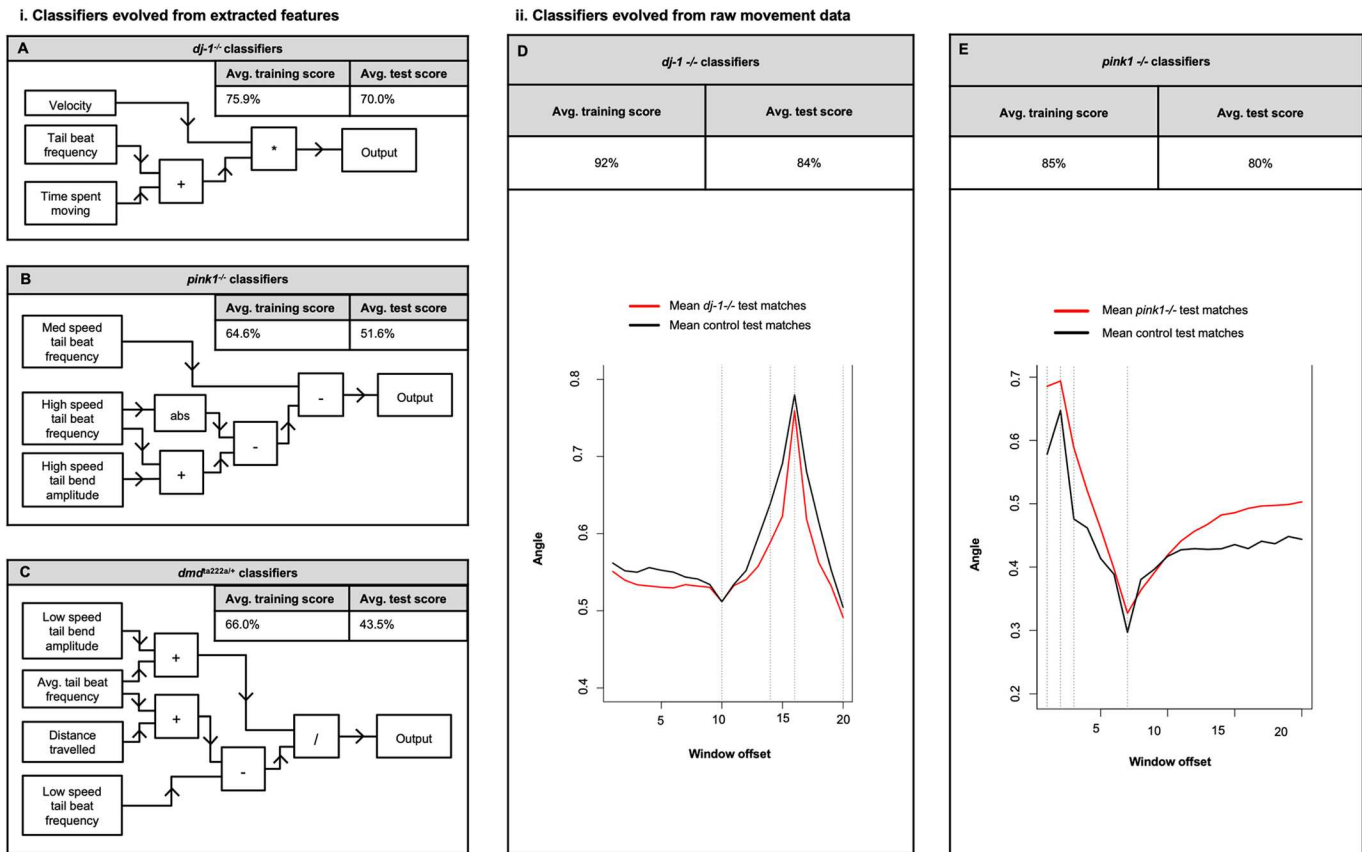 i. Classifiers evolved from extracted features
A
dj-1-/- classifiers
Avg. training score
Avg. test score
75.9%
70.0%
Velocity
Tail beat
frequency
Time spent
moving
+
*
Output
B
pink1-/- classifiers
Avg. training score
Avg. test score
64.6%
51.6%
Med speed
tail beat
frequency
High speed
tail beat
frequency
High speed
tail bend
amplitude
abs
+
-
-
Output
C
dmdta222a/+ classifiers
Avg. training score
Avg. test score
66.0%
43.5%
Low speed
tail bend
amplitude
Avg. tail beat
frequency
Distance
travelled
Low speed
tail beat
frequency
+
+
-
/
Output
ii. Classifiers evolved from raw movement data
D
dj-1 -/- classifiers
Avg. training score
Avg. test score
92%
84%
Mean dj-1-/- test matches
Mean control test matches
0.8
0.7
0.6
0.5
0.4
Angle
5
10
15
20
Window offset
E
pink1 -/- classifiers
Avg. training score
Avg. test score
85%
80%
Mean pink1-/- test matches
Mean control test matches
0.7
0.6
0.5
0.4
0.3
0.2
Angle
5
10
15
20
Window offset